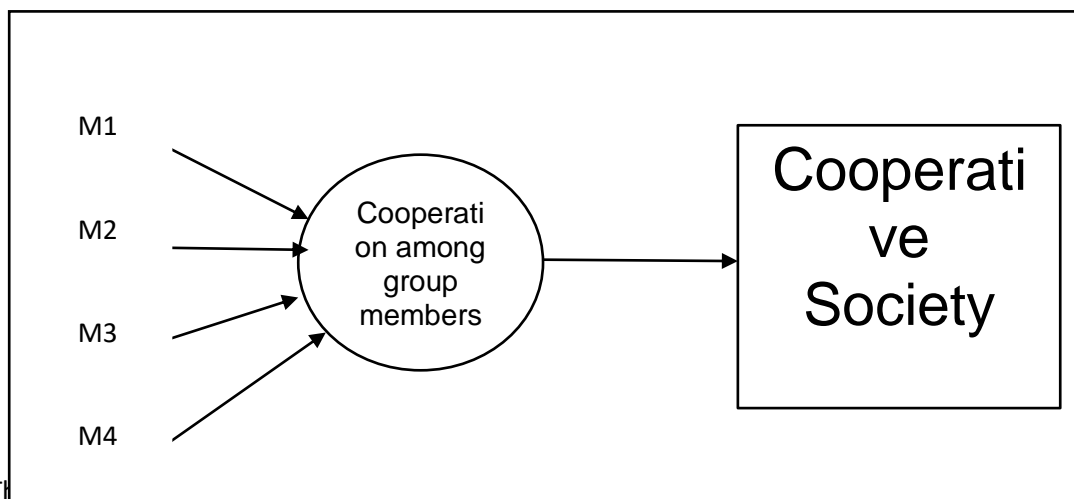 M1
M2
M3
M4
Cooperati
on among
group
members
Cooperati
ve
Society